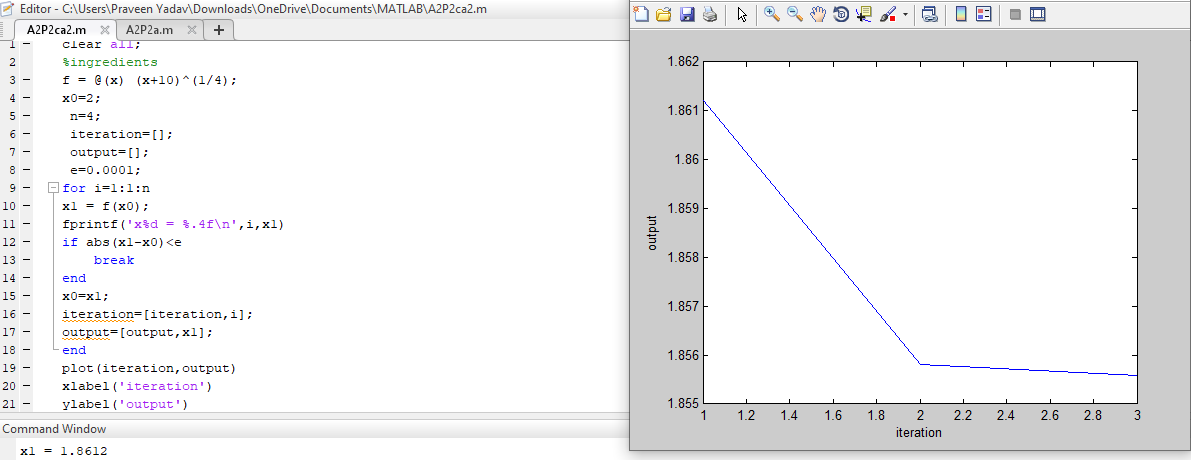 Editor - C:\Users\Praveen Yadav\Downloads\OneDrive\Documents\MATLAB\A2P2ca2.m
A2P2ca2.m × A2P2a.m × +
1 – clear all;
2 %ingredients
3 – f = @(x) (x+10)^(1/4);
4 – x0=2;
5 – n=4;
6 – iteration=[];
7 – output=[];
8 – e=0.0001;
9 – for i=1:1:n
10 – x1 = f(x0);
11 – fprintf('x%d = %.4f\n',i,x1)
12 – if abs(x1-x0)<e
13 – break
14 – end
15 – x0=x1;
16 – iteration=[iteration,i];
17 – output=[output,x1];
18 – end
19 – plot(iteration,output)
20 – xlabel('iteration')
21 – ylabel('output')
Command Window
x1 = 1.8612
1.862
1.861
1.86
1.859
1.858
1.857
1.856
1.855
output
1 1.2 1.4 1.6 1.8 2 2.2 2.4 2.6 2.8 3
iteration